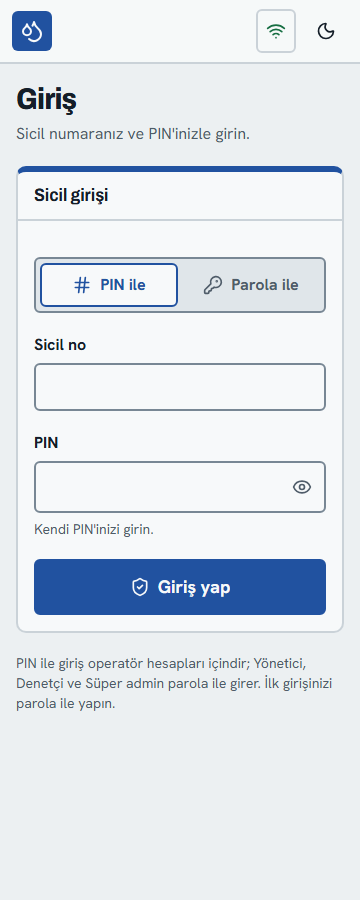 Giriş
Sicil numaranız ve PIN'inizle girin.
Sicil girişi
PIN ile
Parola ile
Sicil no
PIN
Kendi PIN'inizi girin.
Giriş yap
PIN ile giriş operatör hesapları içindir; Yönetici,
Denetçi ve Süper admin parola ile girer. İlk girişinizi
parola ile yapın.